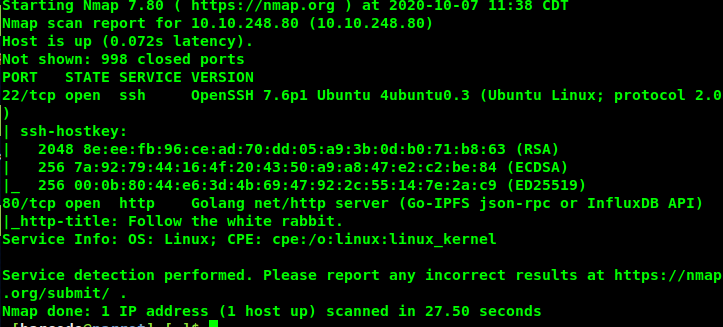 Starting Nmap 7.80 ( https://nmap.org ) at 2020-10-07 11:38 CDT
Nmap scan report for 10.10.248.80 (10.10.248.80)
Host is up (0.072s latency).
Not shown: 998 closed ports
PORT   STATE SERVICE VERSION
22/tcp open  ssh     OpenSSH 7.6p1 Ubuntu 4ubuntu0.3 (Ubuntu Linux; protocol 2.0
)
| ssh-hostkey:
|   2048 8e:ee:fb:96:ce:ad:70:dd:05:a9:3b:0d:b0:71:b8:63 (RSA)
|   256 7a:92:79:44:16:4f:20:43:50:a9:a8:47:e2:c2:be:84 (ECDSA)
|_  256 00:0b:80:44:e6:3d:4b:69:47:92:2c:55:14:7e:2a:c9 (ED25519)
80/tcp open  http    Golang net/http server (Go-IPFS json-rpc or InfluxDB API)
|_http-title: Follow the white rabbit.
Service Info: OS: Linux; CPE: cpe:/o:linux:linux_kernel

Service detection performed. Please report any incorrect results at https://nmap
.org/submit/ .
Nmap done: 1 IP address (1 host up) scanned in 27.50 seconds